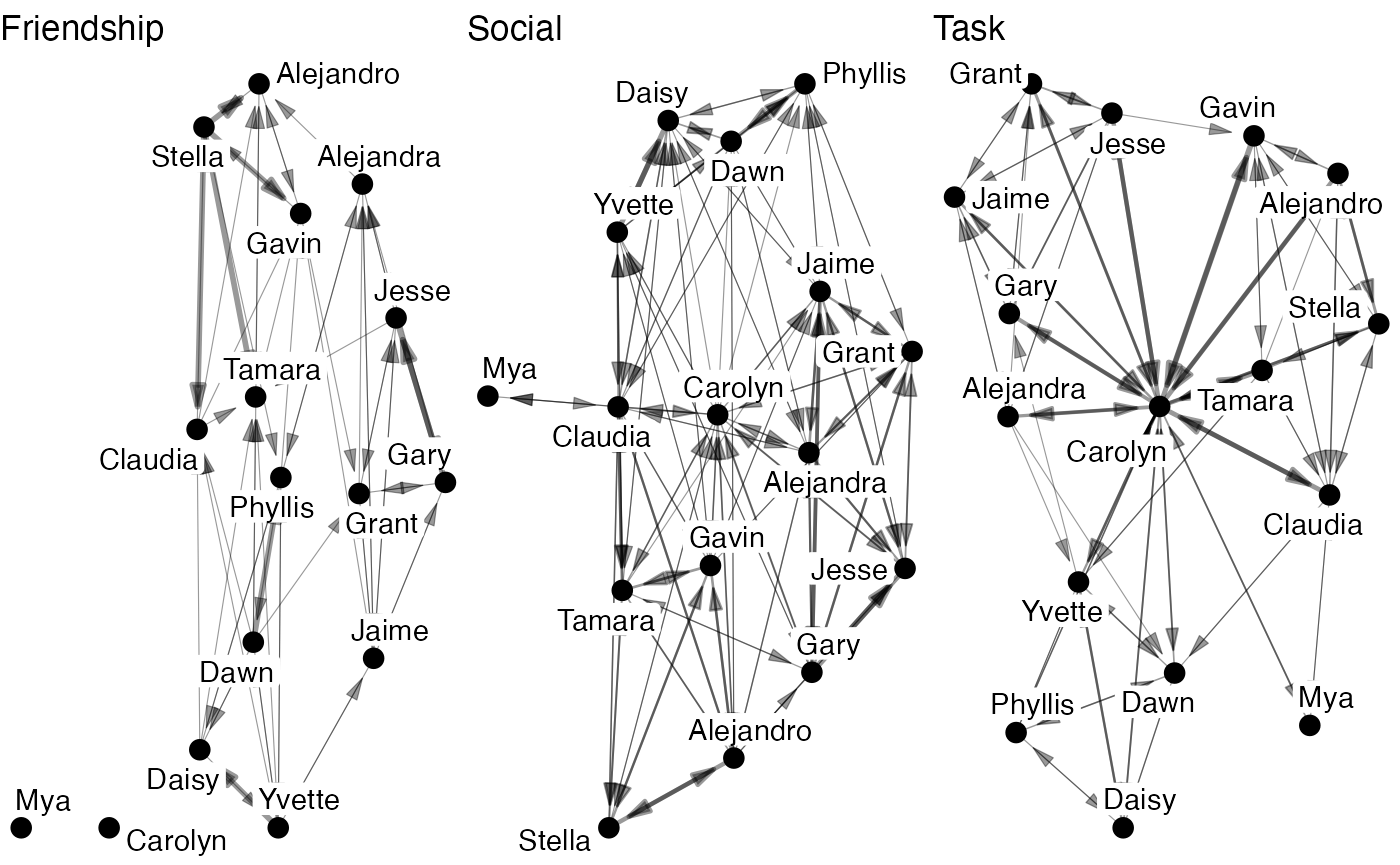 Friendship
Alejandro
Stella
Alejandra
Gavin
Jesse
Tamara
Claudia
Gary
Phyllis
Grant
Jaime
Dawn
Daisy
Yvette
Mya
Carolyn
Social
Phyllis
Daisy
Dawn
Yvette
Jaime
Grant
Mya
Carolyn
Claudia
Alejandra
Gavin
Jesse
Tamara
Gary
Alejandro
Stella
Task
Grant
Gavin
Jesse
Jaime
Alejandro
Gary
Stella
Alejandra
Tamara
Carolyn
Claudia
Yvette
Phyllis
Dawn
Mya
Daisy